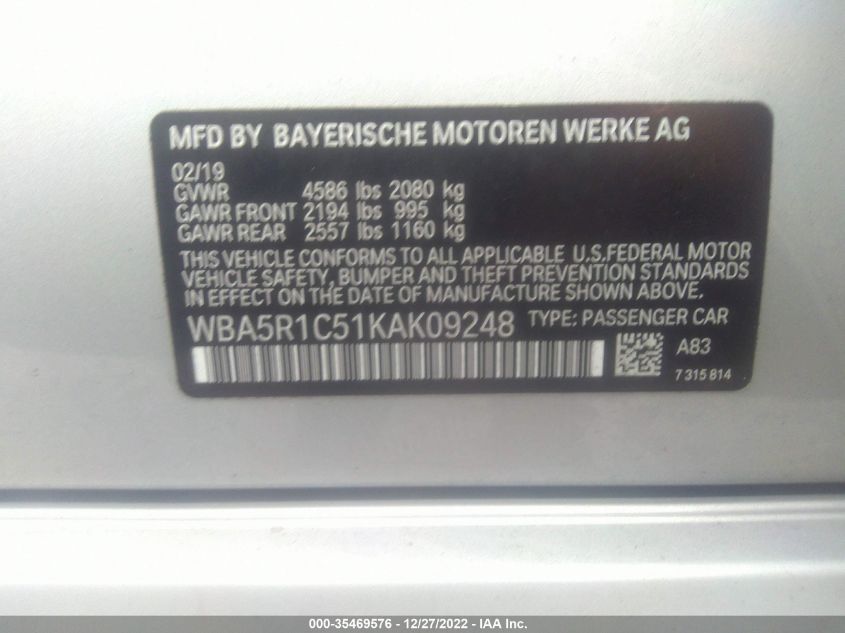 MFD BY BAYERISCHE MOTOREN WERKE AG
02/19
GVWR 4586 lbs 2080 kg
GAWR FRONT 2194 lbs 995 kg
GAWR REAR 2557 lbs 1160 kg
THIS VEHICLE CONFORMS TO ALL APPLICABLE U.S.FEDERAL MOTOR
VEHICLE SAFETY, BUMPER AND THEFT PREVENTION STANDARDS
IN EFFECT ON THE DATE OF MANUFACTURE SHOWN ABOVE.
WBA5R1C51KAK09248 TYPE: PASSENGER CAR
A83
7315814
000-35469576 - 12/27/2022 - IAA Inc.